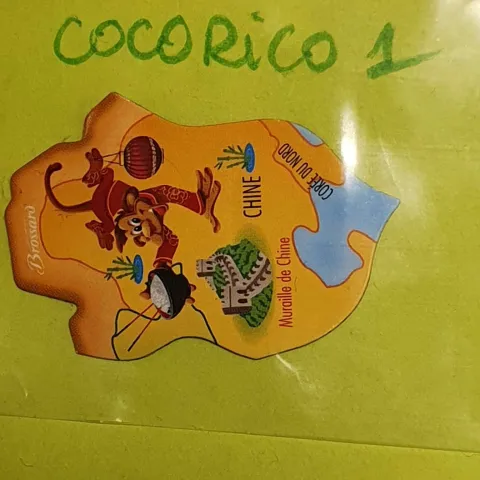 COCORiCO 1
Brossard
CHINE
CORÉE DU NORD
Muraille de Chine